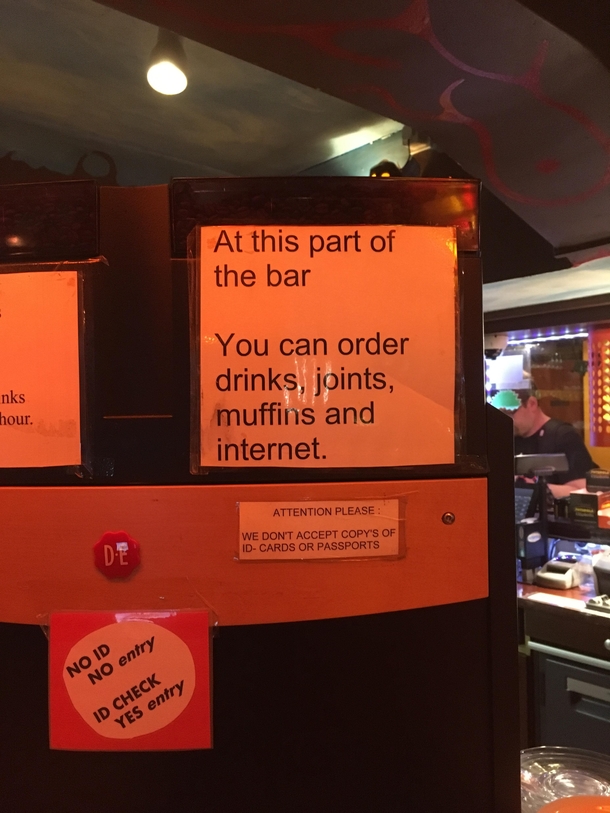 At this part of
the bar
You can order
drinks, joints,
muffins and
internet.
hour.
ATTENTION PLEASE :
WE DON'T ACCEPT COPY'S OF
ID- CARDS OR PASSPORTS
D·E
NO ID
NO entry
ID CHECK
YES entry